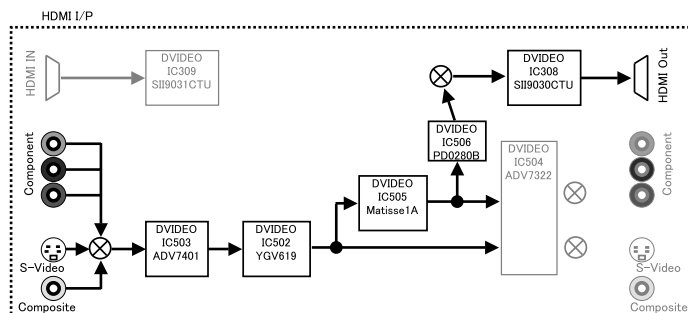 HDMI I/P
HDMI IN
DVIDEO
IC309
SII9031CTU
DVIDEO
IC308
SII9030CTU
HDMI Out
Component
DVIDEO
IC506
PD0280B
DVIDEO
IC504
ADV7322
Component
DVIDEO
IC505
Matisse1A
DVIDEO
IC503
ADV7401
DVIDEO
IC502
YGV619
S-Video
S-Video
Composite
Composite